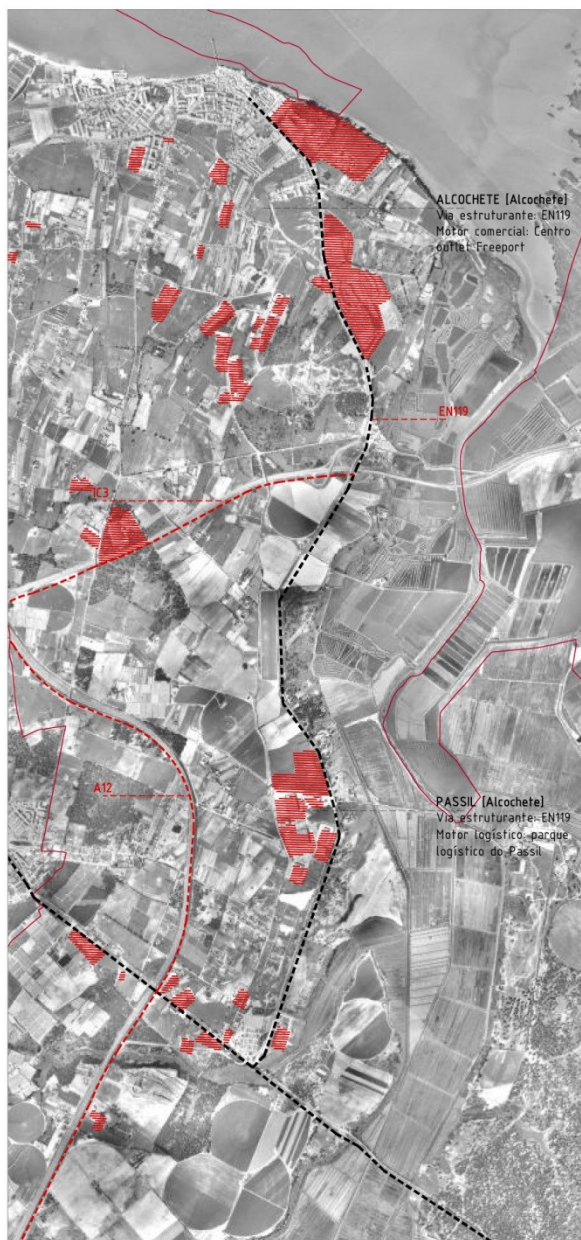 ALCOCHETE [Alcochete]
Via estruturante: EN119
Motor comercial: Centro
outlet Freeport
EN119
IC3
A12
PASSIL [Alcochete]
Via estruturante: EN119
Motor logístico: parque
logístico do Passil